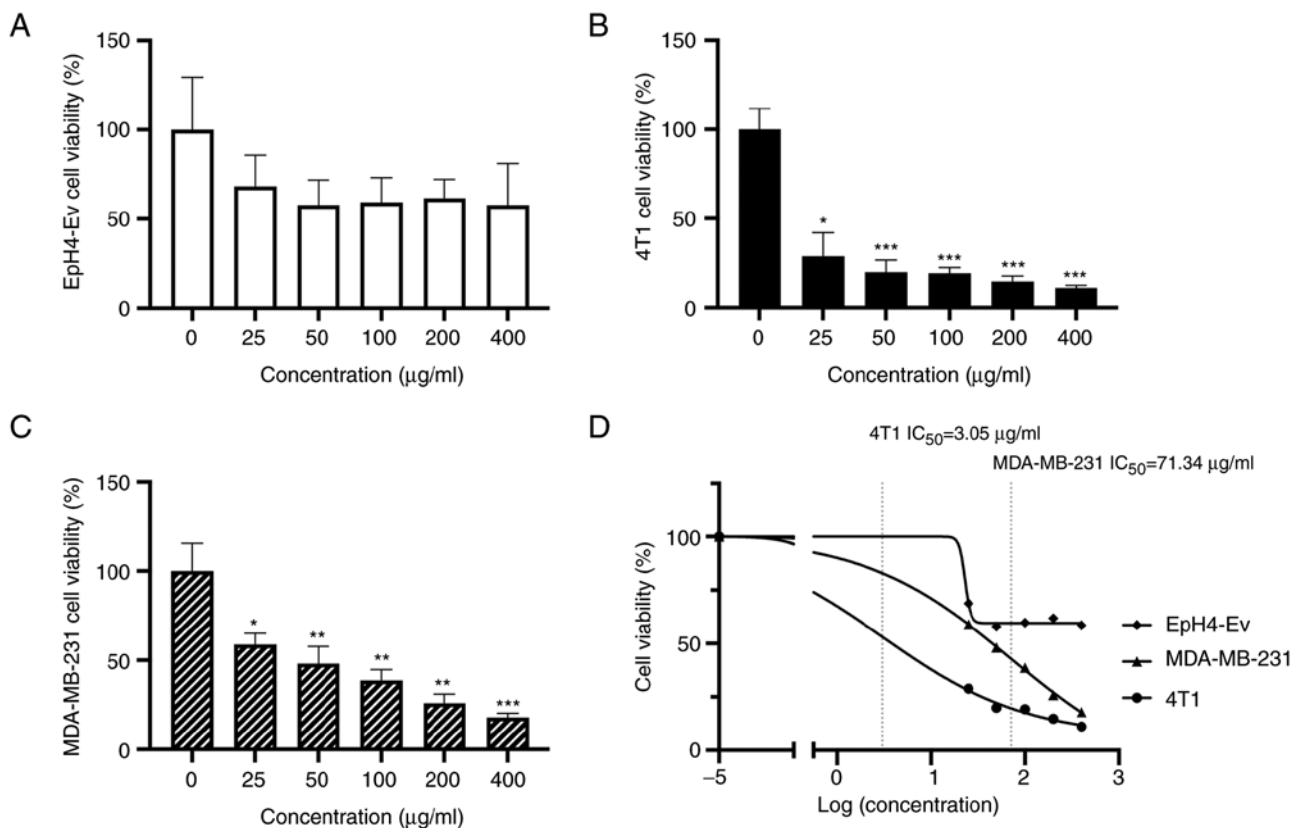 A
150
100
50
0
EpH4-Ev cell viability (%)
0 25 50 100 200 400
Concentration (μg/ml)
B
150
100
50
0
4T1 cell viability (%)
* *** *** *** ***
0 25 50 100 200 400
Concentration (μg/ml)
C
150
100
50
0
MDA-MB-231 cell viability (%)
* ** ** ** ***
0 25 50 100 200 400
Concentration (μg/ml)
D
4T1 IC50=3.05 μg/ml
MDA-MB-231 IC50=71.34 μg/ml
100
50
0
Cell viability (%)
−5 0 1 2 3
Log (concentration)
EpH4-Ev
MDA-MB-231
4T1